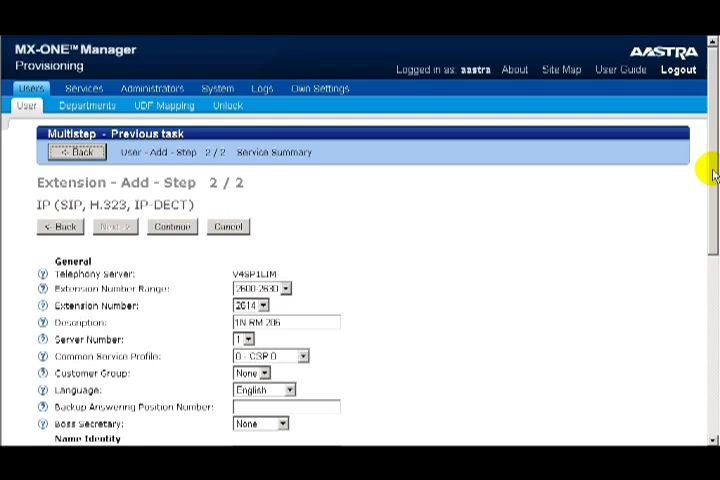 MX-ONE™ Manager
AASTRA
Provisioning
Logged in as: aastra About Site Map User Guide Logout
Users Services Administrators System Logs Own Settings
User Departments UDF Mapping Unlock
Multistep - Previous task
<- Back User - Add - Step 2 / 2 Service Summary
Extension - Add - Step 2 / 2
IP (SIP, H.323, IP-DECT)
<- Back Next -> Continue Cancel
General
Telephony Server: V4SP1LIM
Extension Number Range: 2600-2630
Extension Number: 2614
Description: 1N RM 206
Server Number: 1
Common Service Profile: 0 - CSP 0
Customer Group: None
Language: English
Backup Answering Position Number:
Boss Secretary: None
Name Identity